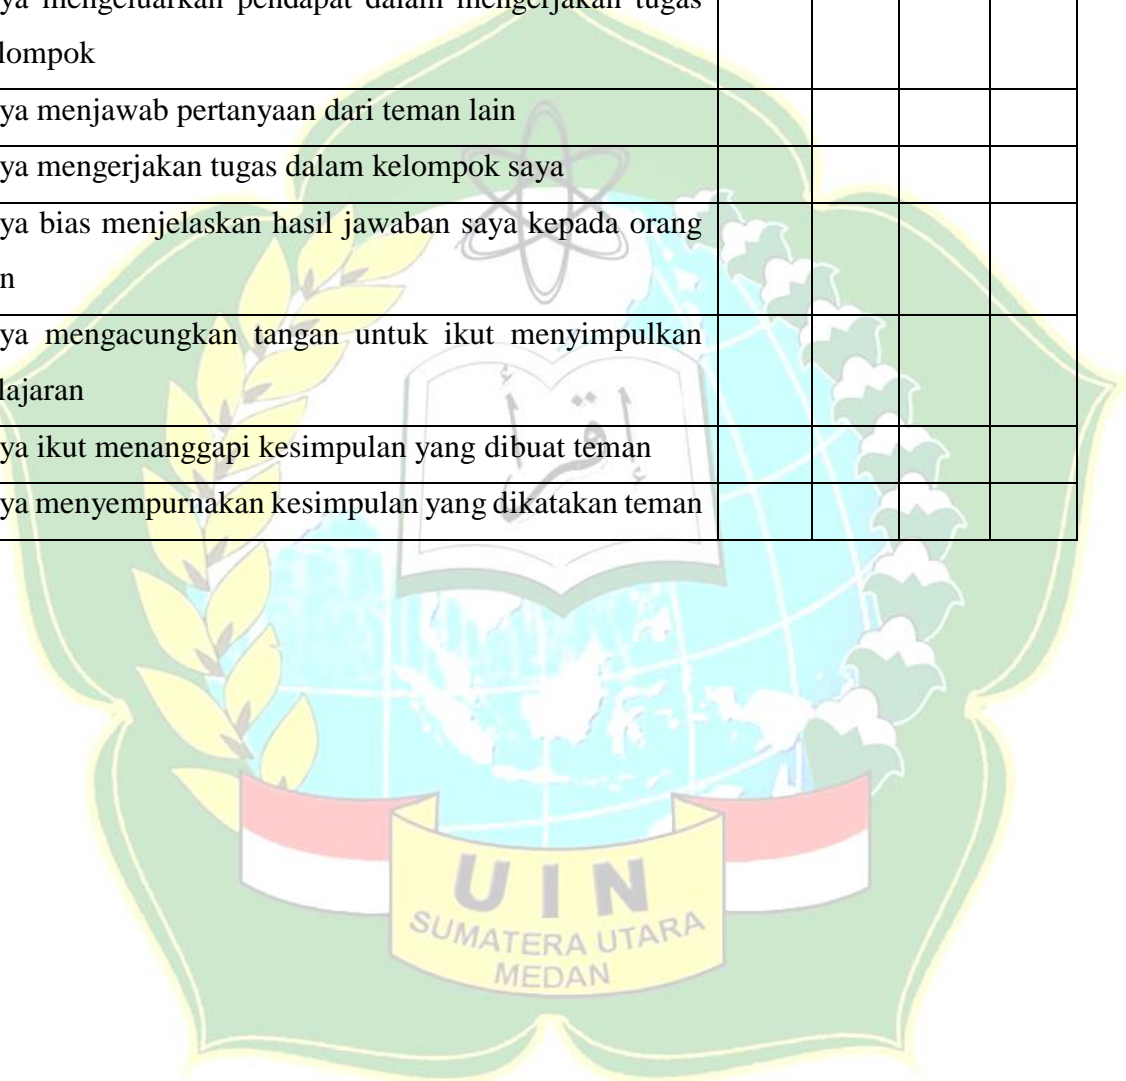 ya mengeluarkan pendapat dalam mengerjakan tugas
lompok
ya menjawab pertanyaan dari teman lain
ya mengerjakan tugas dalam kelompok saya
ya bias menjelaskan hasil jawaban saya kepada orang
n
ya mengacungkan tangan untuk ikut menyimpulkan
lajaran
ya ikut menanggapi kesimpulan yang dibuat teman
ya menyempurnakan kesimpulan yang dikatakan teman
إقرأ
UIN
SUMATERA UTARA
MEDAN